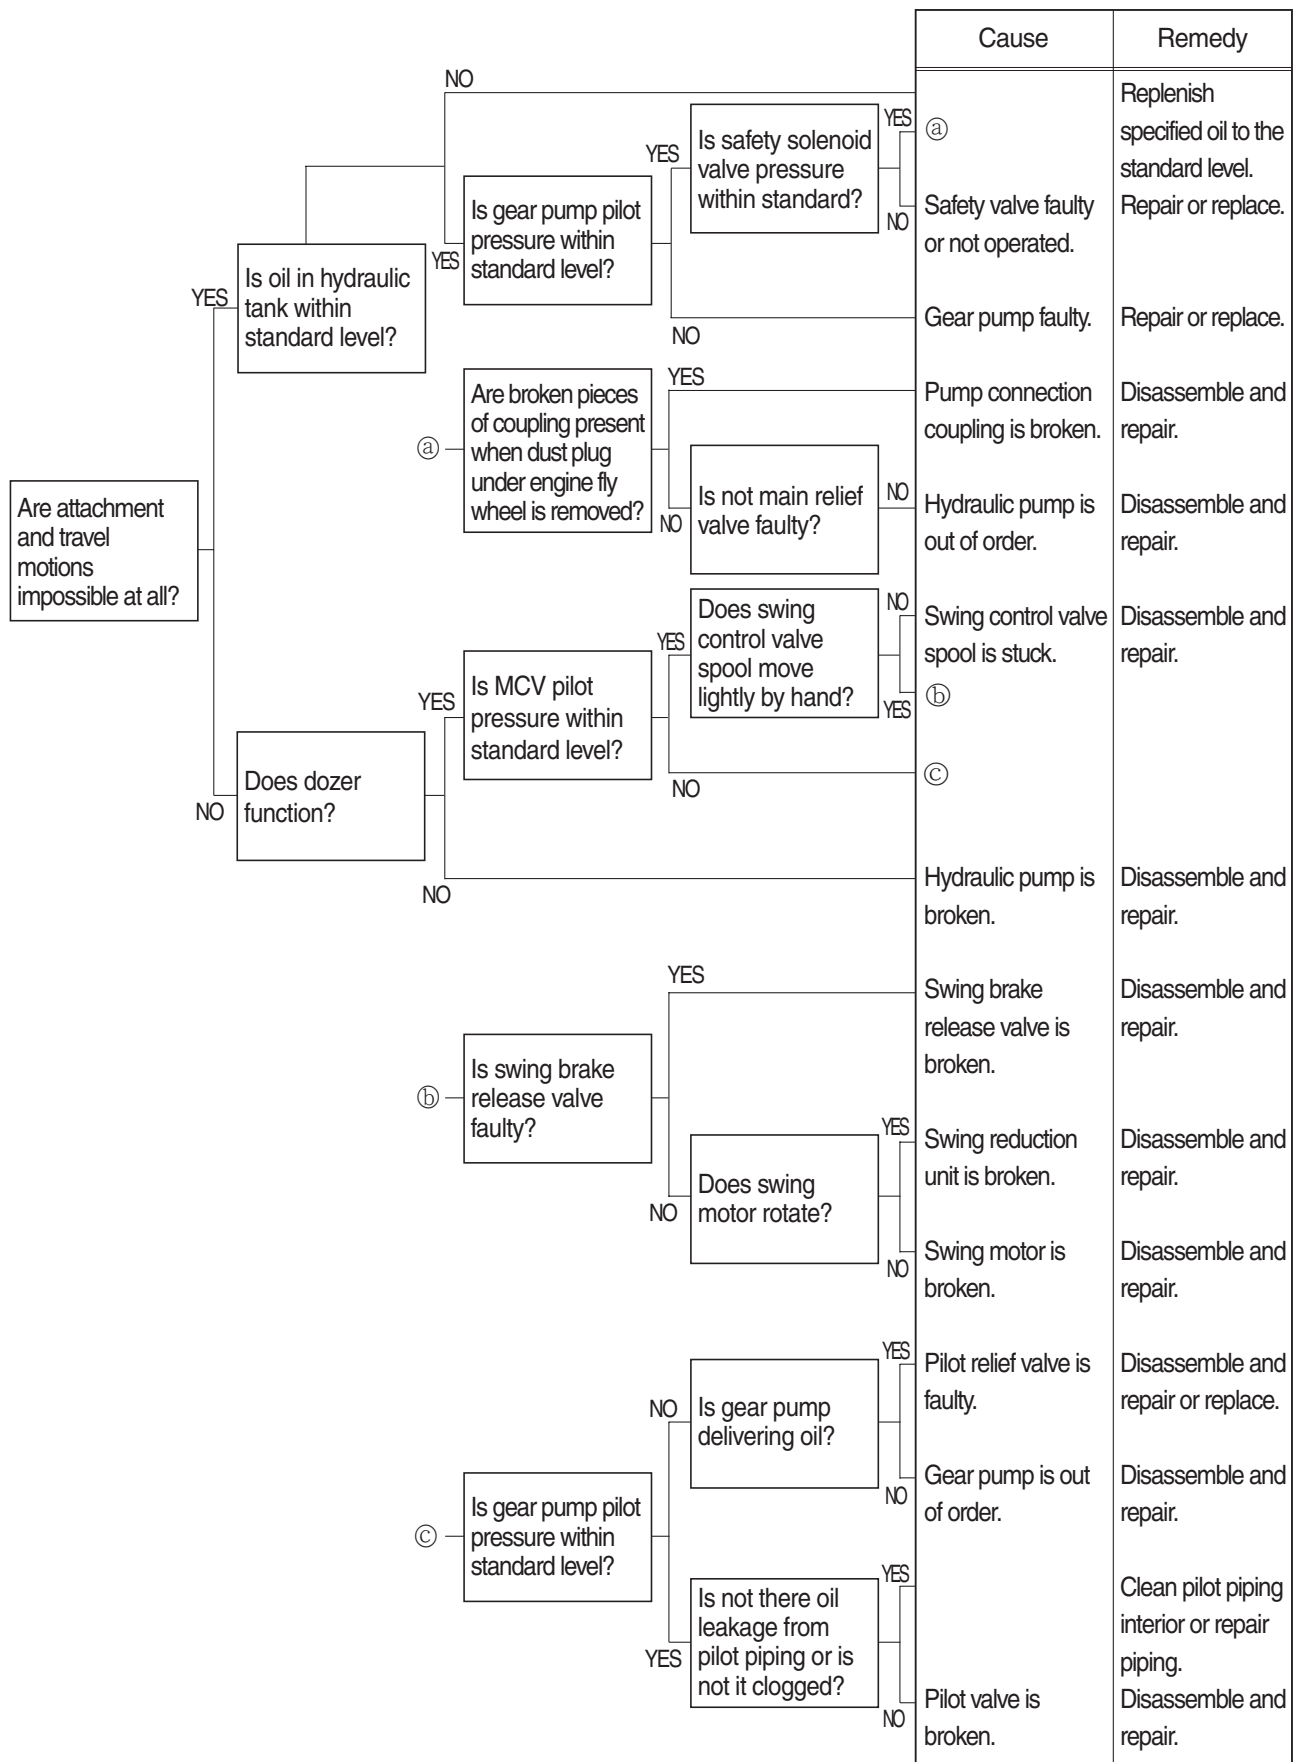 Cause
Remedy
NO
Replenish
specified oil to the
standard level.
Is safety solenoid
valve pressure
within standard?
YES
ⓐ
NO
Safety valve faulty
or not operated.
Repair or replace.
YES
Is gear pump pilot
pressure within
standard level?
YES
NO
Gear pump faulty.
Repair or replace.
YES
Is oil in hydraulic
tank within
standard level?
ⓐ
Are broken pieces
of coupling present
when dust plug
under engine fly
wheel is removed?
YES
Pump connection
coupling is broken.
Disassemble and
repair.
NO
Is not main relief
valve faulty?
NO
Hydraulic pump is
out of order.
Disassemble and
repair.
Are attachment
and travel
motions
impossible at all?
NO
Does dozer
function?
YES
Is MCV pilot
pressure within
standard level?
YES
Does swing
control valve
spool move
lightly by hand?
NO
Swing control valve
spool is stuck.
Disassemble and
repair.
YES
ⓑ
NO
ⓒ
NO
Hydraulic pump is
broken.
Disassemble and
repair.
ⓑ
Is swing brake
release valve
faulty?
YES
Swing brake
release valve is
broken.
Disassemble and
repair.
NO
Does swing
motor rotate?
YES
Swing reduction
unit is broken.
Disassemble and
repair.
NO
Swing motor is
broken.
Disassemble and
repair.
ⓒ
Is gear pump pilot
pressure within
standard level?
NO
Is gear pump
delivering oil?
YES
Pilot relief valve is
faulty.
Disassemble and
repair or replace.
NO
Gear pump is out
of order.
Disassemble and
repair.
YES
Is not there oil
leakage from
pilot piping or is
not it clogged?
YES
Clean pilot piping
interior or repair
piping.
NO
Pilot valve is
broken.
Disassemble and
repair.